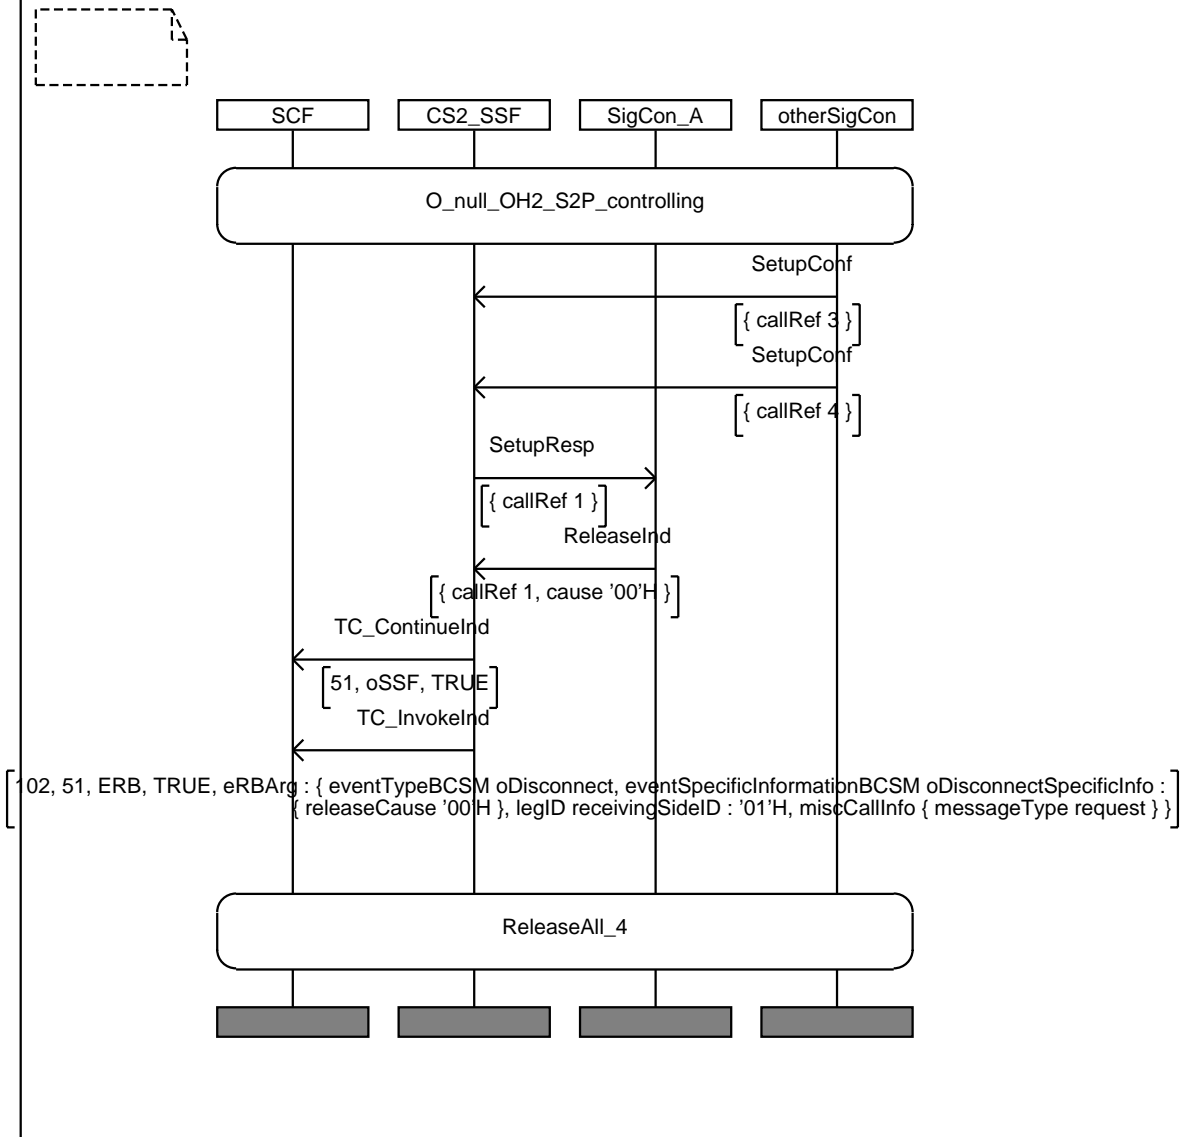 SCF
CS2_SSF
SigCon_A
otherSigCon
O_null_OH2_S2P_controlling
SetupConf
{ callRef 3 }
SetupConf
{ callRef 4 }
SetupResp
{ callRef 1 }
ReleaseInd
{ callRef 1, cause ’00’H }
TC_ContinueInd
51, oSSF, TRUE
TC_InvokeInd
102, 51, ERB, TRUE, eRBArg : { eventTypeBCSM oDisconnect, eventSpecificInformationBCSM oDisconnectSpecificInfo :
{ releaseCause ’00’H }, legID receivingSideID : ’01’H, miscCallInfo { messageType request } }
ReleaseAll_4